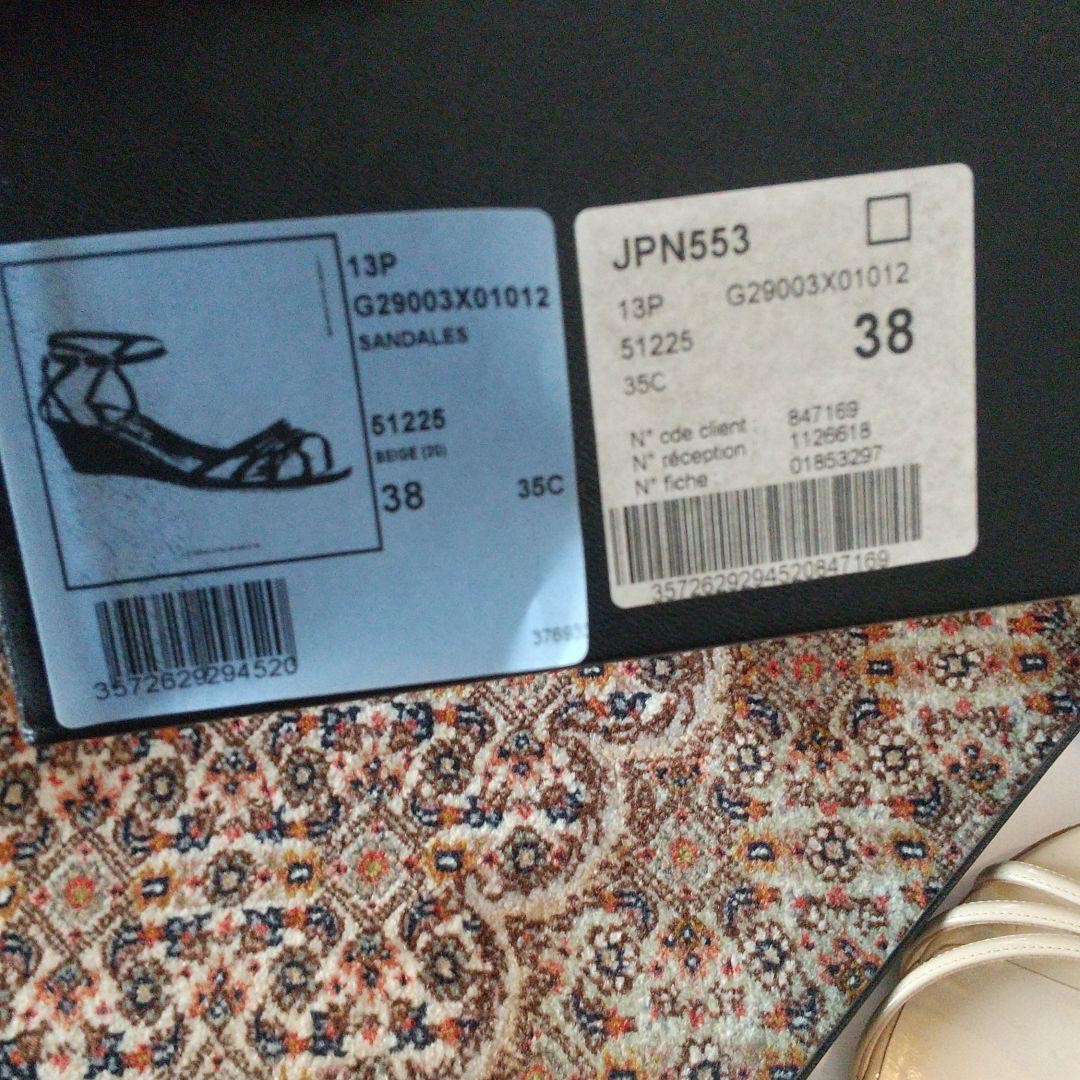 13P
G29003X01012
SANDALES
51225
BEIGE (20)
38 35C
3572629294520
JPN553
13P G29003X01012
51225 38
35C
N° cde client : 847169
N° réception 1126618
N° fiche : 01853297
3572629294520847169